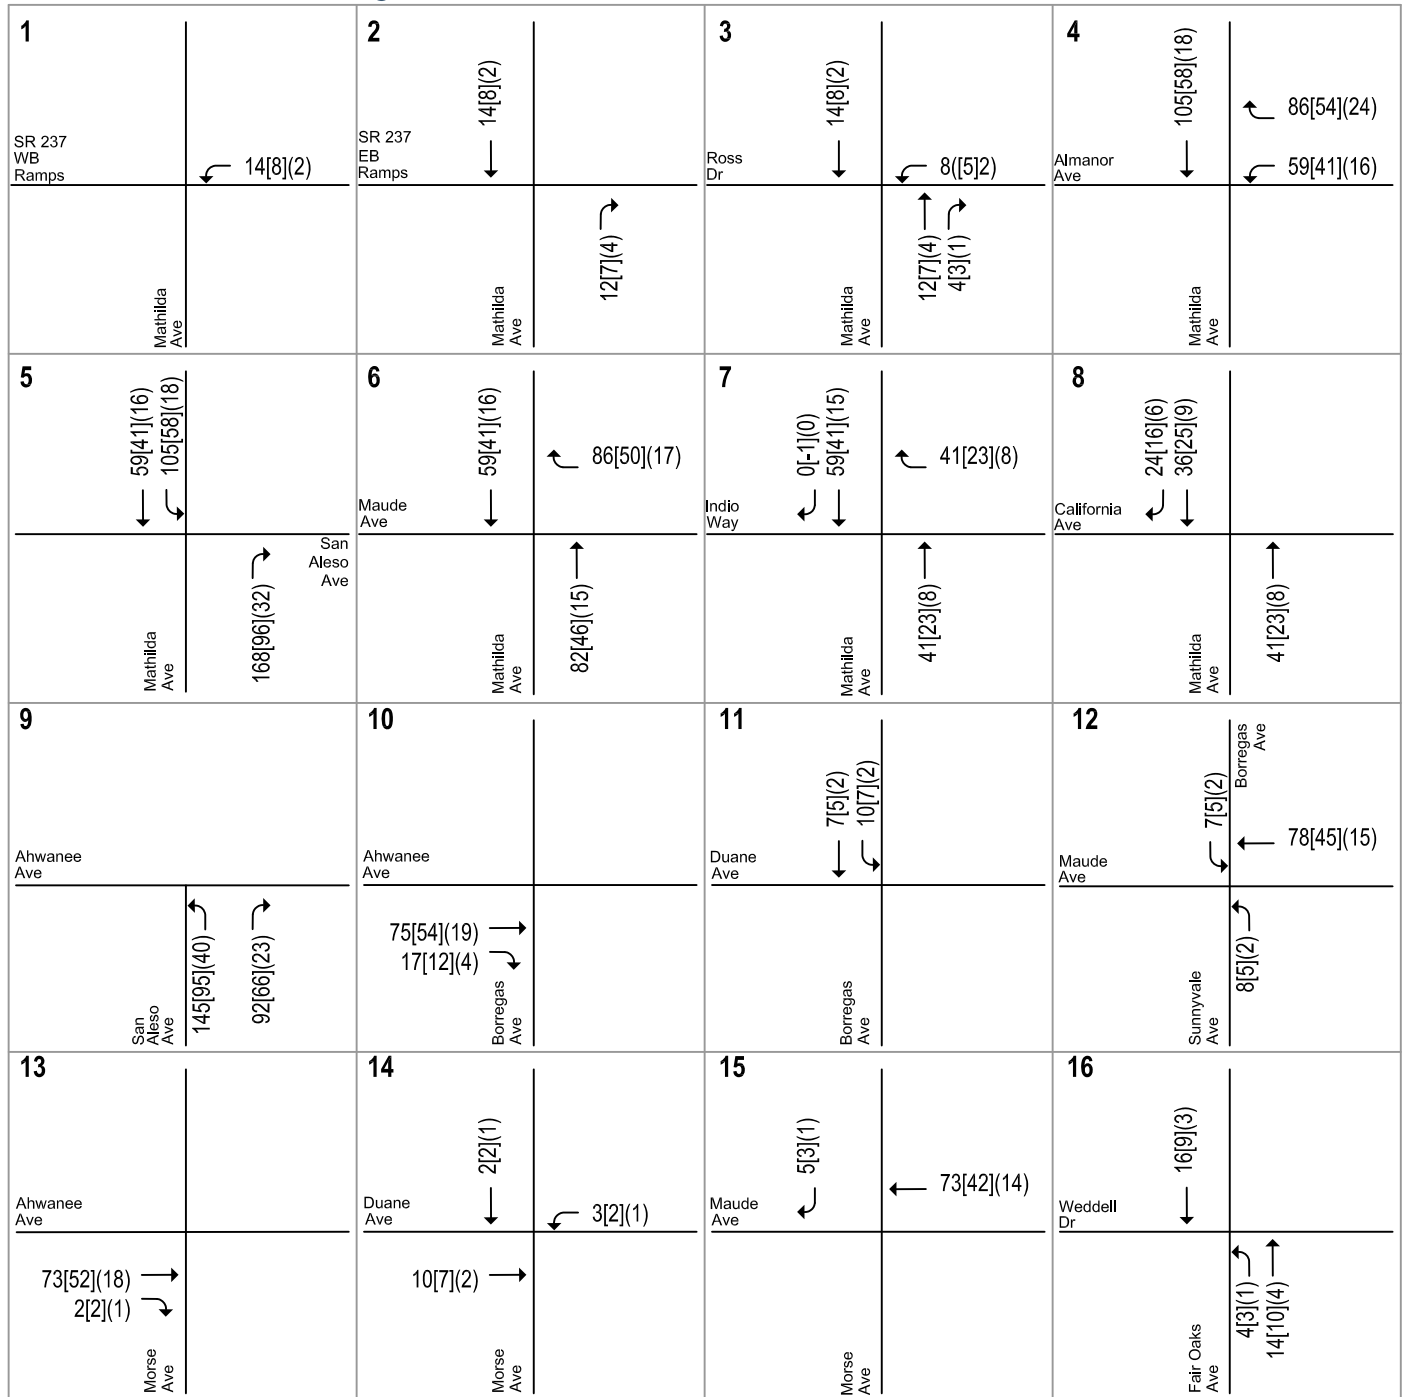 1
SR 237
WB
Ramps
14[8](2)
Mathilda
Ave
2
14[8](2)
SR 237
EB
Ramps
12[7](4)
Mathilda
Ave
3
14[8](2)
Ross
Dr
8([5]2)
12[7](4)
4[3](1)
Mathilda
Ave
4
105[58](18)
86[54](24)
Almanor
Ave
59[41](16)
Mathilda
Ave
5
59[41](16)
105[58](18)
San
Aleso
Ave
168[96](32)
Mathilda
Ave
6
59[41](16)
86[50](17)
Maude
Ave
82[46](15)
Mathilda
Ave
7
0[-1](0)
59[41](15)
41[23](8)
Indio
Way
41[23](8)
Mathilda
Ave
8
24[16](6)
36[25](9)
California
Ave
41[23](8)
Mathilda
Ave
9
Ahwanee
Ave
145[95](40)
92[66](23)
San
Aleso
Ave
10
Ahwanee
Ave
75[54](19)
17[12](4)
Borregas
Ave
11
7[5](2)
10[7](2)
Duane
Ave
Borregas
Ave
12
Borregas
Ave
7[5](2)
78[45](15)
Maude
Ave
8[5](2)
Sunnyvale
Ave
13
Ahwanee
Ave
73[52](18)
2[2](1)
Morse
Ave
14
2[2](1)
Duane
Ave
3[2](1)
10[7](2)
Morse
Ave
15
5[3](1)
73[42](14)
Maude
Ave
Morse
Ave
16
16[9](3)
Weddell
Dr
4[3](1)
14[10](4)
Fair Oaks
Ave